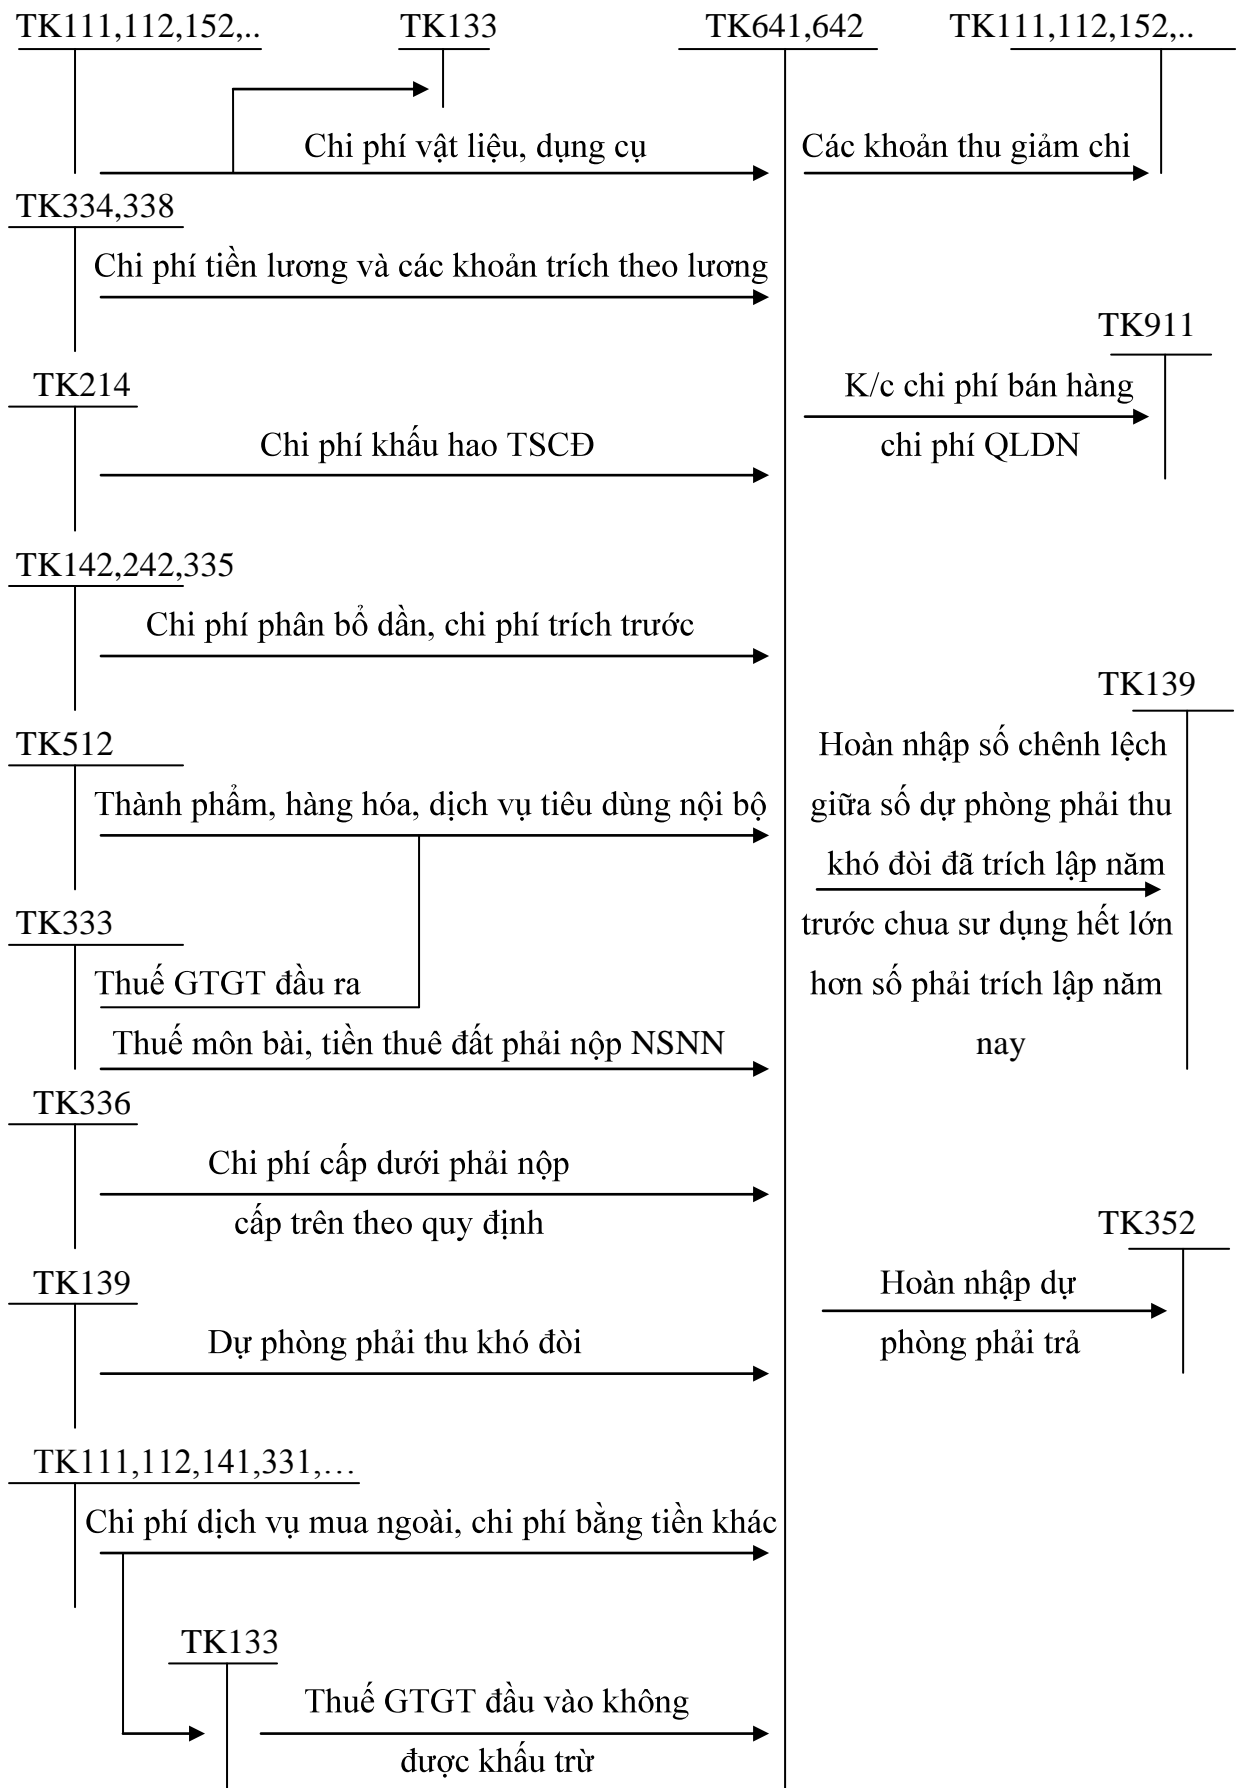 TK111,112,152,..
TK133
TK641,642
TK111,112,152,..
Chi phí vật liệu, dụng cụ
Các khoản thu giảm chi
TK334,338
Chi phí tiền lương và các khoản trích theo lương
TK911
TK214
K/c chi phí bán hàng
Chi phí khấu hao TSCĐ
chi phí QLDN
TK142,242,335
Chi phí phân bổ dần, chi phí trích trước
TK139
TK512
Hoàn nhập số chênh lệch
Thành phẩm, hàng hóa, dịch vụ tiêu dùng nội bộ
giữa số dự phòng phải thu
khó đòi đã trích lập năm
TK333
trước chua sư dụng hết lớn
Thuế GTGT đầu ra
hơn số phải trích lập năm
Thuế môn bài, tiền thuê đất phải nộp NSNN
nay
TK336
Chi phí cấp dưới phải nộp
cấp trên theo quy định
TK352
TK139
Hoàn nhập dự
Dự phòng phải thu khó đòi
phòng phải trả
TK111,112,141,331,…
Chi phí dịch vụ mua ngoài, chi phí bằng tiền khác
TK133
Thuế GTGT đầu vào không
được khấu trừ